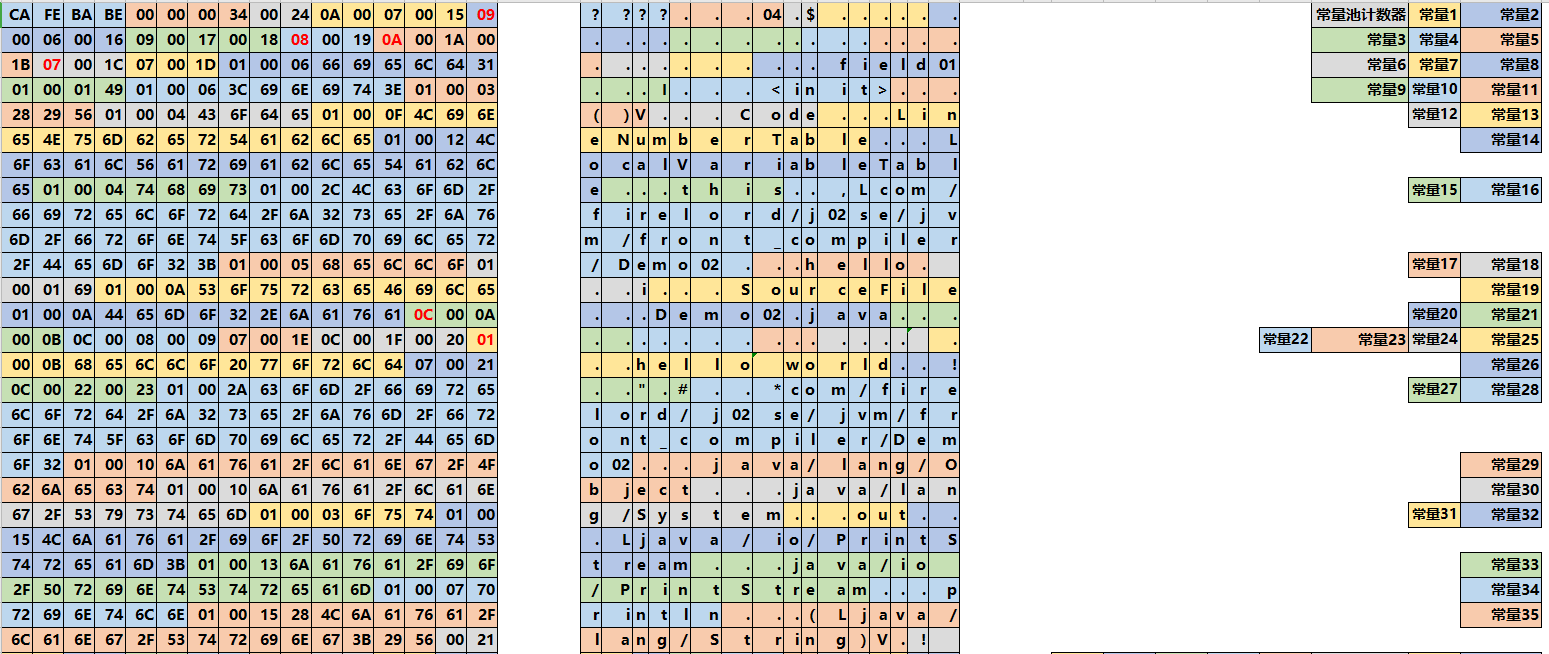 CA FE BA BE 00 00 00 34 00 24 0A 00 07 00 15 09 ? ? ? ? . . . 04 . $ . . . . . . 常量池计数器 常量1 常量2
00 06 00 16 09 00 17 00 18 08 00 19 0A 00 1A 00 . . . . . . . . . . . . . . . . 常量3 常量4 常量5
1B 07 00 1C 07 00 1D 01 00 06 66 69 65 6C 64 31 . . . . . . . . . . f i e l d 01 常量6 常量7 常量8
01 00 01 49 01 00 06 3C 69 6E 69 74 3E 01 00 03 . . . I . . . < i n i t > . . . 常量9 常量10 常量11
28 29 56 01 00 04 43 6F 64 65 01 00 0F 4C 69 6E ( ) V . . . C o d e . . . L i n 常量12 常量13
65 4E 75 6D 62 65 72 54 61 62 6C 65 01 00 12 4C e N u m b e r T a b l e . . . L 常量14
6F 63 61 6C 56 61 72 69 61 62 6C 65 54 61 62 6C o c a l V a r i a b l e T a b l
65 01 00 04 74 68 69 73 01 00 2C 4C 63 6F 6D 2F e . . . t h i s . . , L c o m / 常量15 常量16
66 69 72 65 6C 6F 72 64 2F 6A 32 73 65 2F 6A 76 f i r e l o r d / j 02 s e / j v
6D 2F 66 72 6F 6E 74 5F 63 6F 6D 70 69 6C 65 72 m / f r o n t _ c o m p i l e r
2F 44 65 6D 6F 32 3B 01 00 05 68 65 6C 6C 6F 01 / D e m o 02 . . . h e l l o . 常量17 常量18
00 01 69 01 00 0A 53 6F 75 72 63 65 46 69 6C 65 . . i . . . S o u r c e F i l e 常量19
01 00 0A 44 65 6D 6F 32 2E 6A 61 76 61 0C 00 0A . . . D e m o 02 . j a v a . . . 常量20 常量21
00 0B 0C 00 08 00 09 07 00 1E 0C 00 1F 00 20 01 . . . . . . . . . . . . . . . 常量22 常量23 常量24 常量25
00 0B 68 65 6C 6C 6F 20 77 6F 72 6C 64 07 00 21 . . h e l l o w o r l d . . ! 常量26
0C 00 22 00 23 01 00 2A 63 6F 6D 2F 66 69 72 65 . . " . # . . * c o m / f i r e 常量27 常量28
6C 6F 72 64 2F 6A 32 73 65 2F 6A 76 6D 2F 66 72 l o r d / j 02 s e / j v m / f r
6F 6E 74 5F 63 6F 6D 70 69 6C 65 72 2F 44 65 6D o n t _ c o m p i l e r / D e m
6F 32 01 00 10 6A 61 76 61 2F 6C 61 6E 67 2F 4F o 02 . . . j a v a / l a n g / O 常量29
62 6A 65 63 74 01 00 10 6A 61 76 61 2F 6C 61 6E b j e c t . . . j a v a / l a n 常量30
67 2F 53 79 73 74 65 6D 01 00 03 6F 75 74 01 00 g / S y s t e m . . . o u t . . 常量31 常量32
15 4C 6A 61 76 61 2F 69 6F 2F 50 72 69 6E 74 53 . L j a v a / i o / P r i n t S
74 72 65 61 6D 3B 01 00 13 6A 61 76 61 2F 69 6F t r e a m . . . j a v a / i o 常量33
2F 50 72 69 6E 74 53 74 72 65 61 6D 01 00 07 70 / P r i n t S t r e a m . . . p 常量34
72 69 6E 74 6C 6E 01 00 15 28 4C 6A 61 76 61 2F r i n t l n . . . ( L j a v a / 常量35
6C 61 6E 67 2F 53 74 72 69 6E 67 3B 29 56 00 21 l a n g / S t r i n g ) V . !